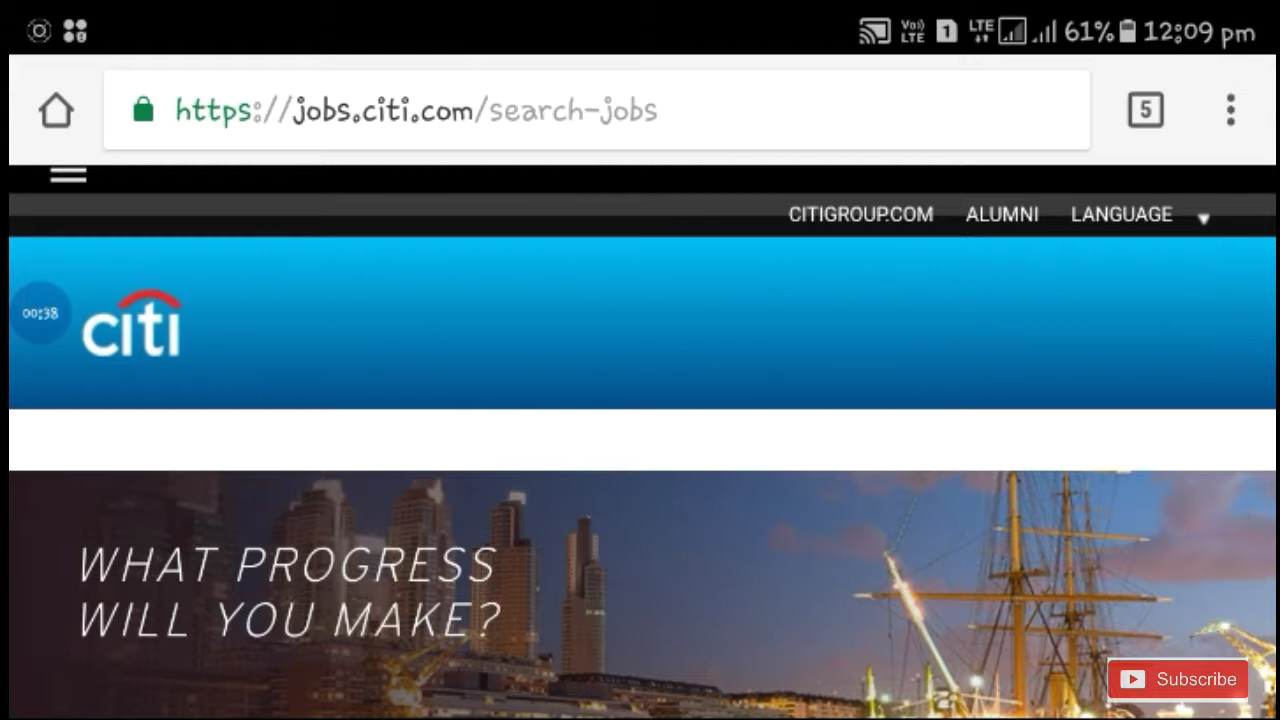 Vo)) LTE 1 LTE 61% 12:09 pm
https://jobs.citi.com/search-jobs 5
CITIGROUP.COM ALUMNI LANGUAGE
00:38
citi
WHAT PROGRESS
WILL YOU MAKE?
Subscribe